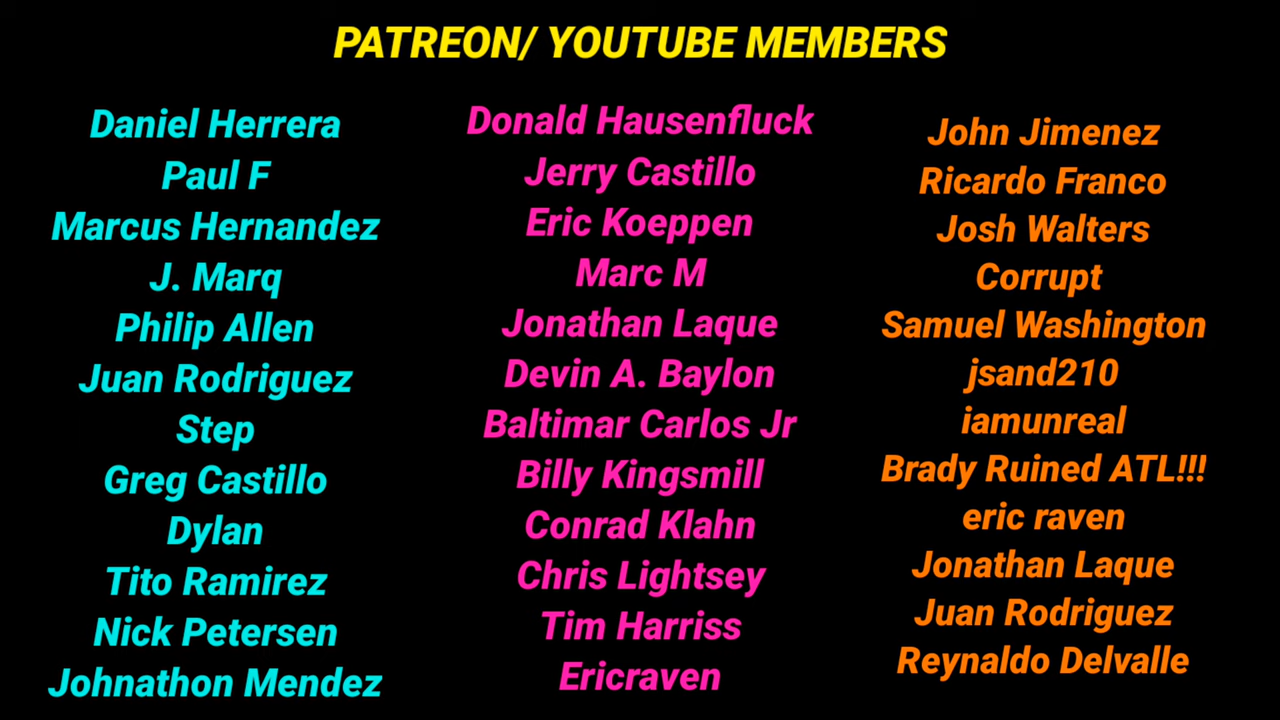 PATREON/ YOUTUBE MEMBERS
Daniel Herrera
Paul F
Marcus Hernandez
J. Marq
Philip Allen
Juan Rodriguez
Step
Greg Castillo
Dylan
Tito Ramirez
Nick Petersen
Johnathon Mendez
Donald Hausenfluck
Jerry Castillo
Eric Koeppen
Marc M
Jonathan Laque
Devin A. Baylon
Baltimar Carlos Jr
Billy Kingsmill
Conrad Klahn
Chris Lightsey
Tim Harriss
Ericraven
John Jimenez
Ricardo Franco
Josh Walters
Corrupt
Samuel Washington
jsand210
iamunreal
Brady Ruined ATL!!!
eric raven
Jonathan Laque
Juan Rodriguez
Reynaldo Delvalle